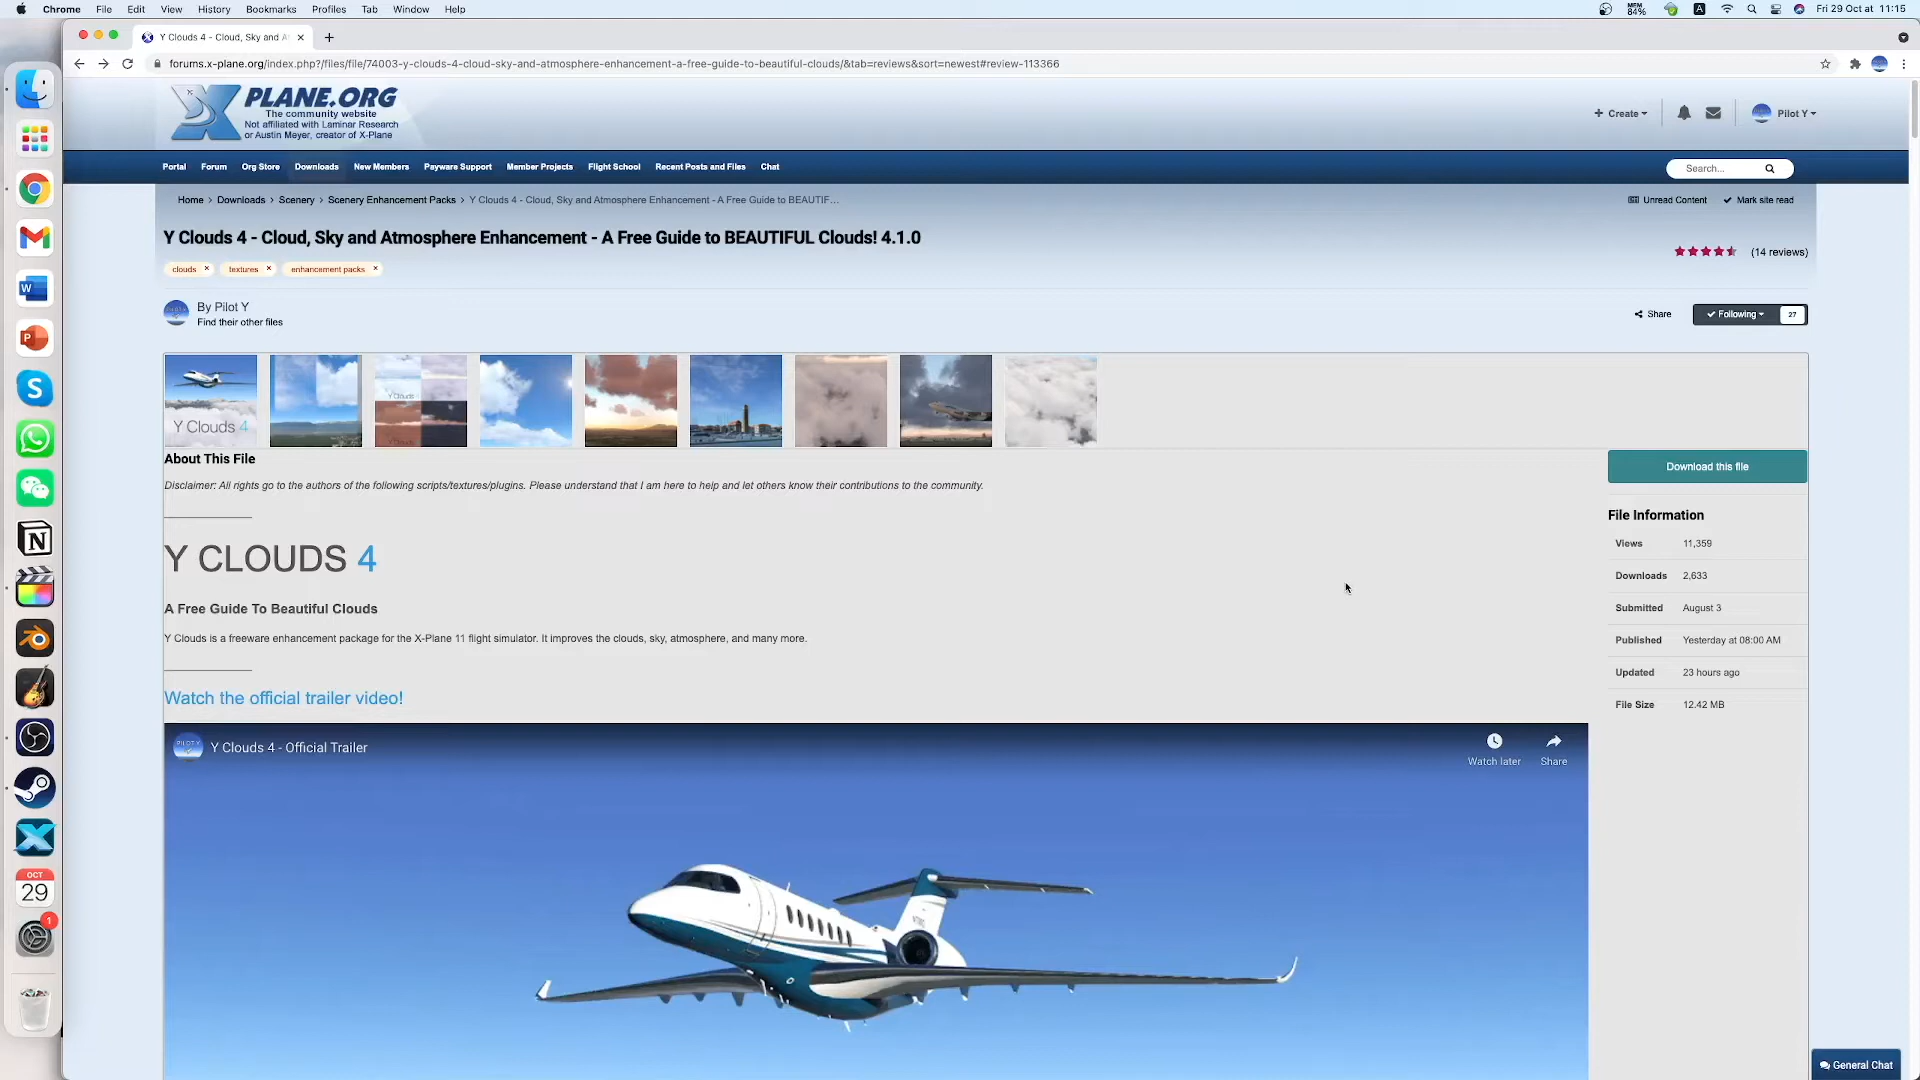 Chrome File Edit View History Bookmarks Profiles Tab Window Help
MEM 84% A Fri 29 Oct at 11:15
Y Clouds 4 - Cloud, Sky and A
forums.x-plane.org/index.php?/files/file/74003-y-clouds-4-cloud-sky-and-atmosphere-enhancement-a-free-guide-to-beautiful-clouds/&tab=reviews&sort=newest#review-113366
X PLANE.ORG
The community website
Not affiliated with Laminar Research
or Austin Meyer, creator of X-Plane
+ Create
Pilot Y
Portal Forum Org Store Downloads New Members Payware Support Member Projects Flight School Recent Posts and Files Chat
Search...
Home > Downloads > Scenery > Scenery Enhancement Packs > Y Clouds 4 - Cloud, Sky and Atmosphere Enhancement - A Free Guide to BEAUTIF...
Unread Content Mark site read
Y Clouds 4 - Cloud, Sky and Atmosphere Enhancement - A Free Guide to BEAUTIFUL Clouds! 4.1.0
(14 reviews)
clouds × textures × enhancement packs ×
By Pilot Y
Find their other files
Share
Following 27
Y Clouds 4
Y Clouds 4
About This File
Download this file
Disclaimer: All rights go to the authors of the following scripts/textures/plugins. Please understand that I am here to help and let others know their contributions to the community.
Y CLOUDS 4
A Free Guide To Beautiful Clouds
Y Clouds is a freeware enhancement package for the X-Plane 11 flight simulator. It improves the clouds, sky, atmosphere, and many more.
Watch the official trailer video!
File Information
Views 11,359
Downloads 2,633
Submitted August 3
Published Yesterday at 08:00 AM
Updated 23 hours ago
File Size 12.42 MB
PILOT Y
Y Clouds 4 - Official Trailer
Watch later
Share
General Chat
W
P
S
N
OCT
29
1